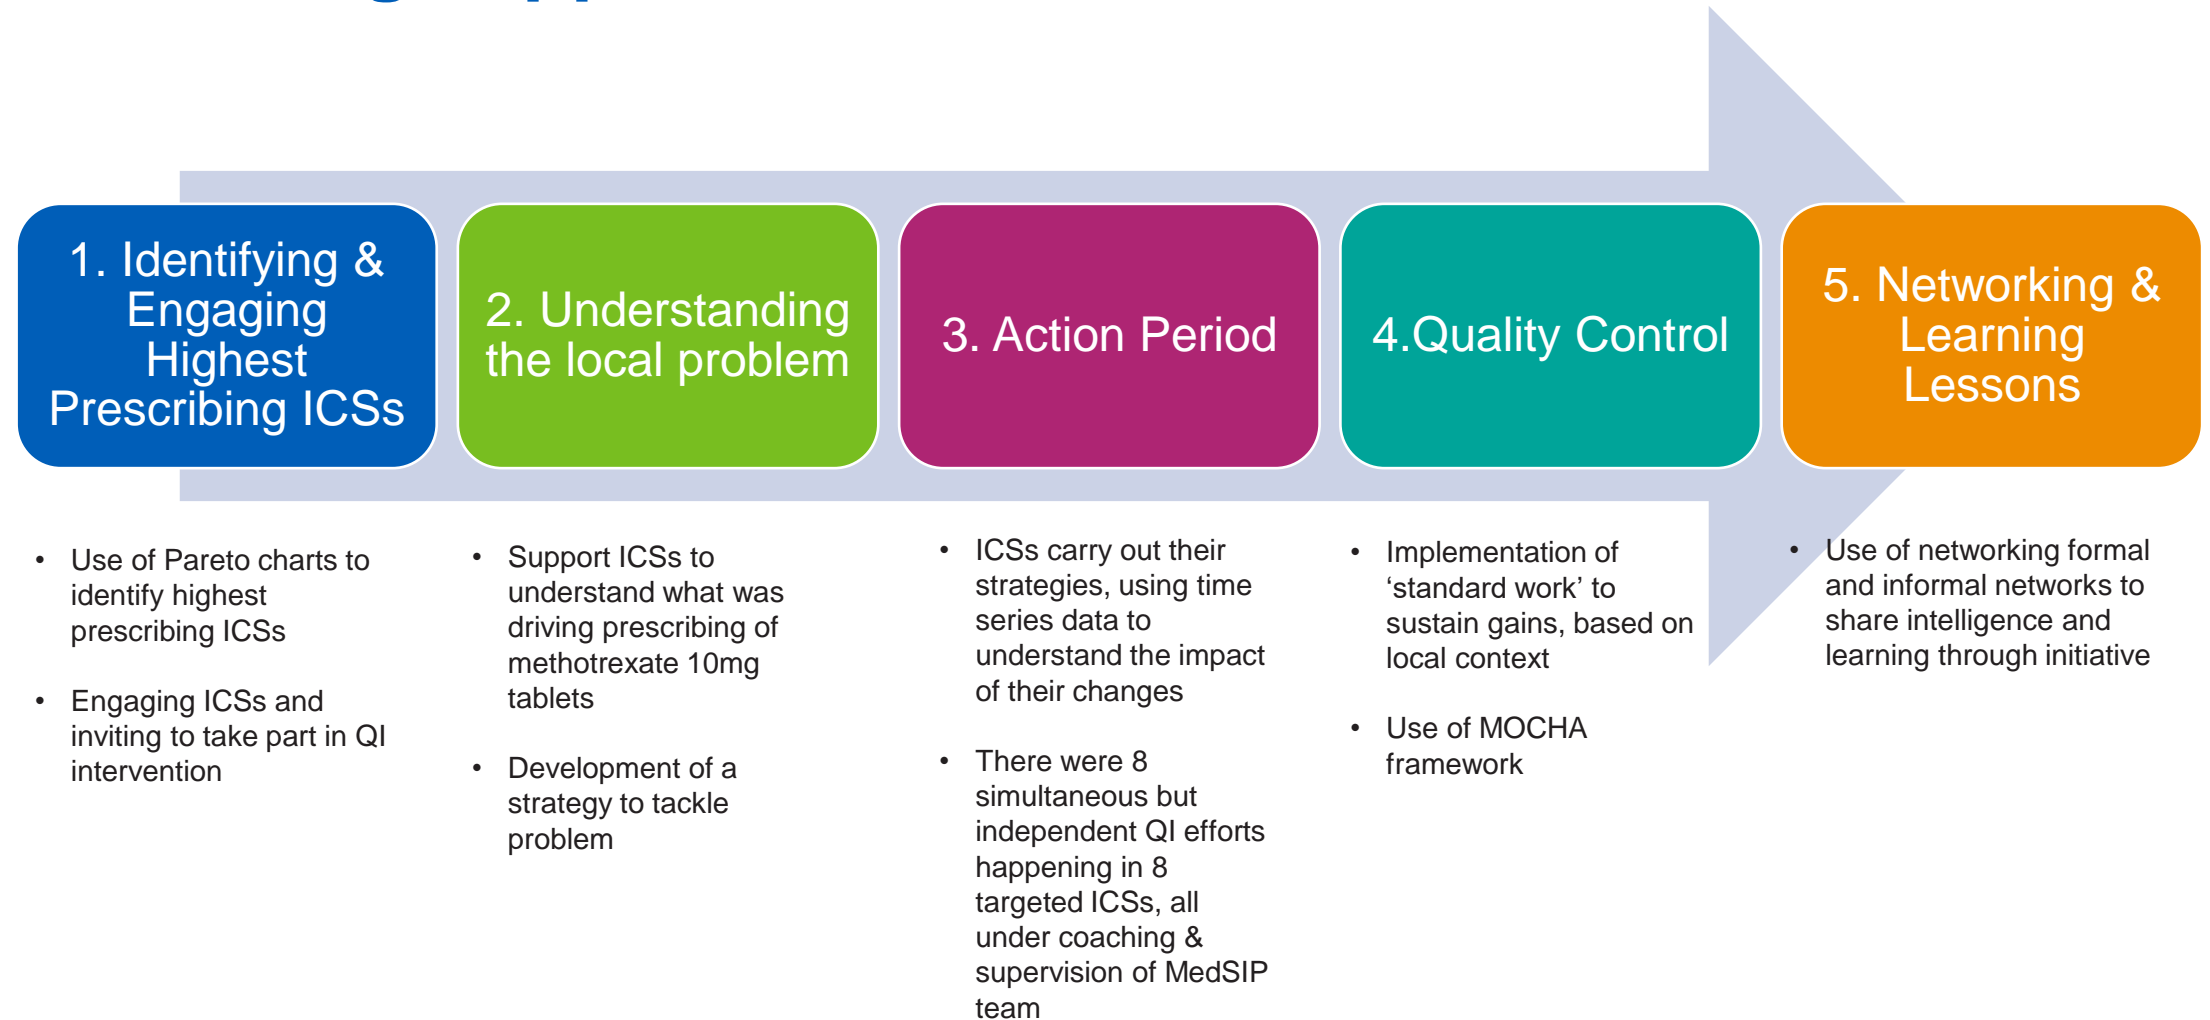 1. Identifying &
Engaging
Highest
Prescribing ICSs
2. Understanding
the local problem
3. Action Period
4.Quality Control
5. Networking &
Learning
Lessons
• Use of Pareto charts to
identify highest
prescribing ICSs
• Engaging ICSs and
inviting to take part in QI
intervention
• Support ICSs to
understand what was
driving prescribing of
methotrexate 10mg
tablets
• Development of a
strategy to tackle
problem
• ICSs carry out their
strategies, using time
series data to
understand the impact
of their changes
• There were 8
simultaneous but
independent QI efforts
happening in 8
targeted ICSs, all
under coaching &
supervision of MedSIP
team
• Implementation of
‘standard work’ to
sustain gains, based on
local context
• Use of MOCHA
framework
• Use of networking formal
and informal networks to
share intelligence and
learning through initiative